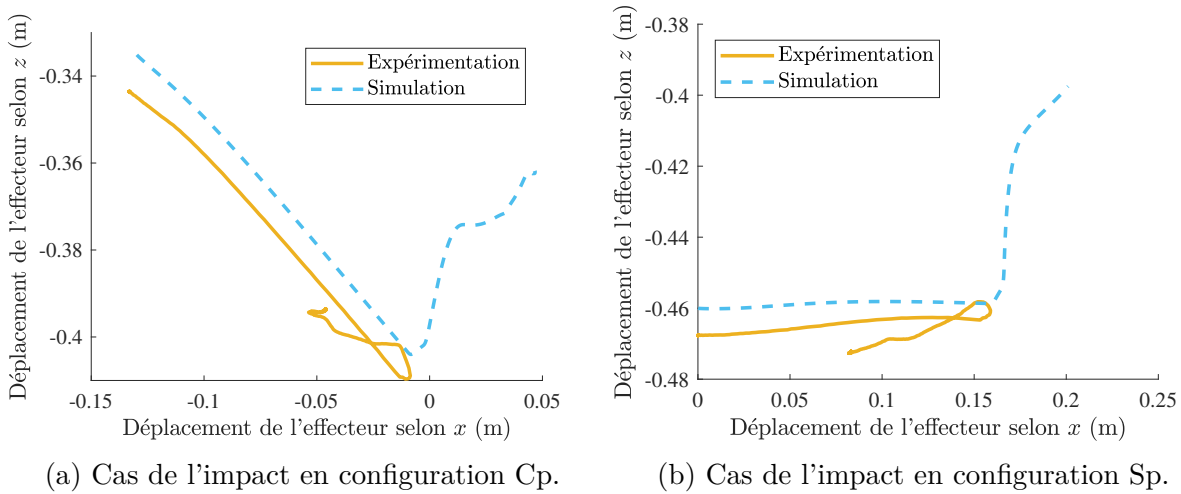 Déplacement de l'effecteur selon z (m)
-0.34
-0.36
-0.38
-0.4
-0.15
-0.1
-0.05
0
0.05
Déplacement de l'effecteur selon x (m)
Expérimentation
Simulation
(a) Cas de l'impact en configuration Cp.
Déplacement de l'effecteur selon z (m)
-0.38
-0.4
-0.42
-0.44
-0.46
-0.48
0
0.05
0.1
0.15
0.2
0.25
Déplacement de l'effecteur selon x (m)
Expérimentation
Simulation
(b) Cas de l'impact en configuration Sp.